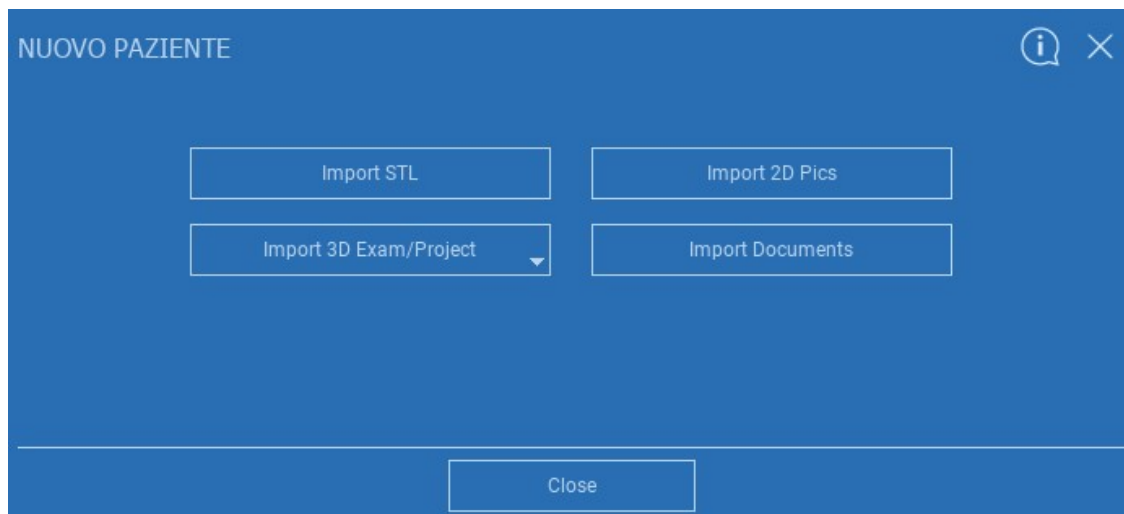 NUOVO PAZIENTE
Import STL
Import 2D Pics
Import 3D Exam/Project
Import Documents
Close